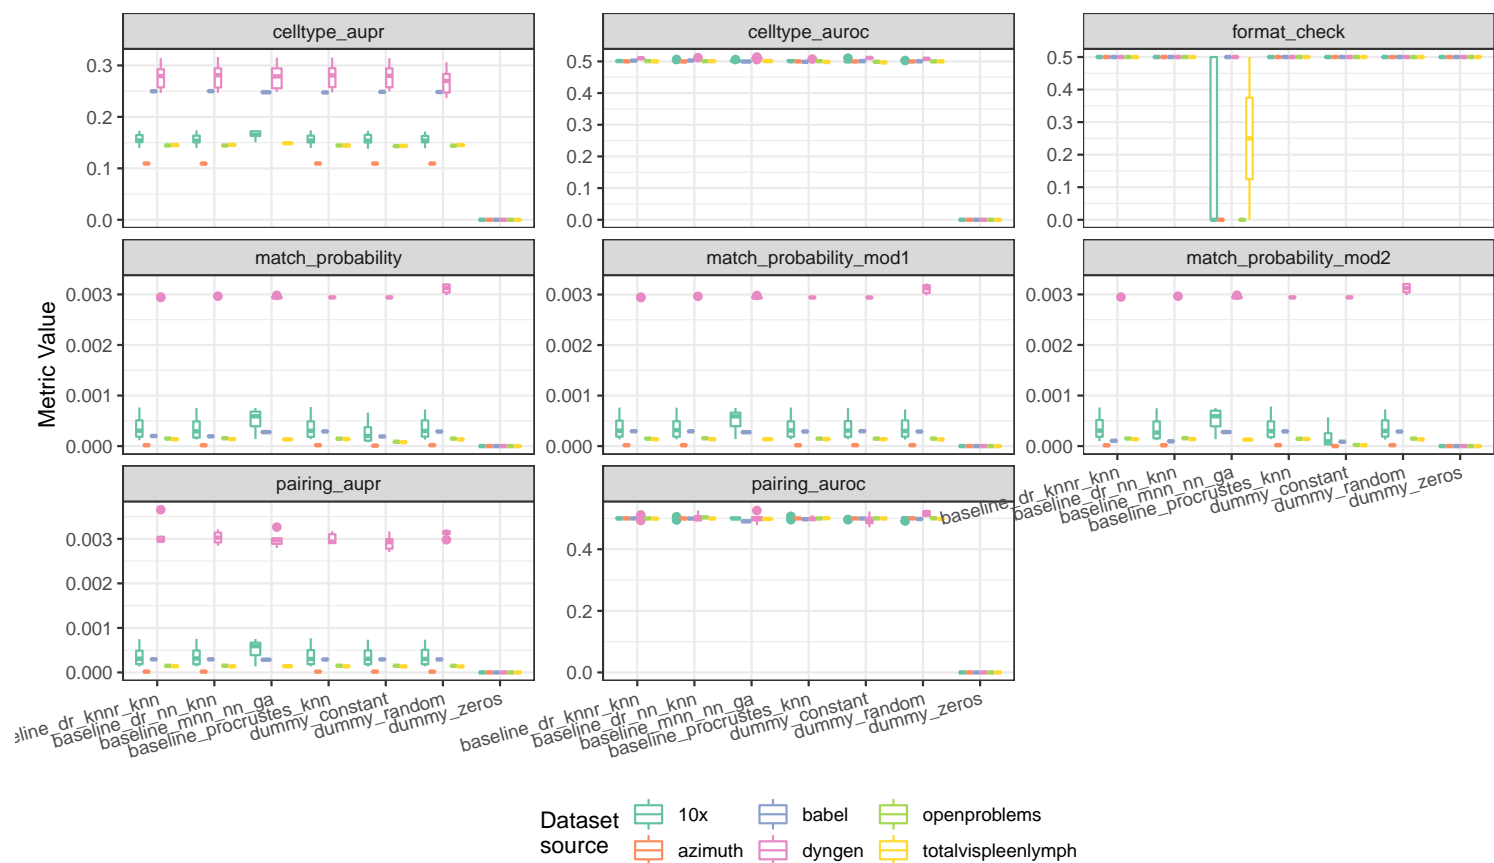 celltype_aupr
celltype_auroc
format_check
0.3
0.2
0.1
0.0
0.5
0.4
0.3
0.2
0.1
0.0
0.5
0.4
0.3
0.2
0.1
0.0
match_probability
match_probability_mod1
match_probability_mod2
Metric Value
0.003
0.002
0.001
0.000
0.003
0.002
0.001
0.000
0.003
0.002
0.001
0.000
baseline_dr_knnr_knn
baseline_dr_nn_knn
baseline_mnn_nn_ga
baseline_procrustes_knn
dummy_constant
dummy_random
dummy_zeros
pairing_aupr
pairing_auroc
0.003
0.002
0.001
0.000
0.4
0.2
0.0
eline_dr_knnr_knn
baseline_dr_nn_knn
baseline_mnn_nn_ga
baseline_procrustes_knn
dummy_constant
dummy_random
dummy_zeros
baseline_dr_knnr_knn
baseline_dr_nn_knn
baseline_mnn_nn_ga
baseline_procrustes_knn
dummy_constant
dummy_random
dummy_zeros
Dataset
source
10x
babel
openproblems
azimuth
dyngen
totalvispleenlymph